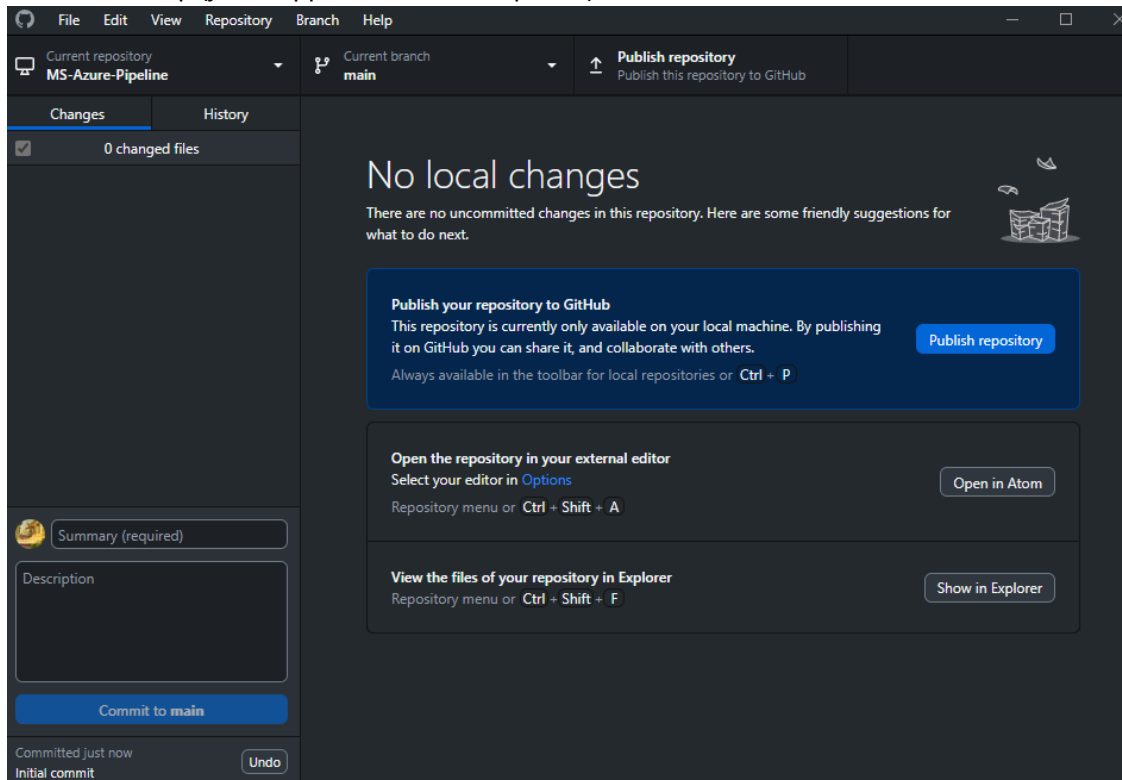 File Edit View Repository Branch Help
Current repository
MS-Azure-Pipeline
Current branch
main
Publish repository
Publish this repository to GitHub
Changes History
0 changed files
No local changes
There are no uncommitted changes in this repository. Here are some friendly suggestions for
what to do next.
Publish your repository to GitHub
This repository is currently only available on your local machine. By publishing
it on GitHub you can share it, and collaborate with others.
Always available in the toolbar for local repositories or Ctrl + P
Publish repository
Open the repository in your external editor
Select your editor in Options
Repository menu or Ctrl + Shift + A
Open in Atom
View the files of your repository in Explorer
Repository menu or Ctrl + Shift + F
Show in Explorer
Summary (required)
Description
Commit to main
Committed just now
Initial commit
Undo